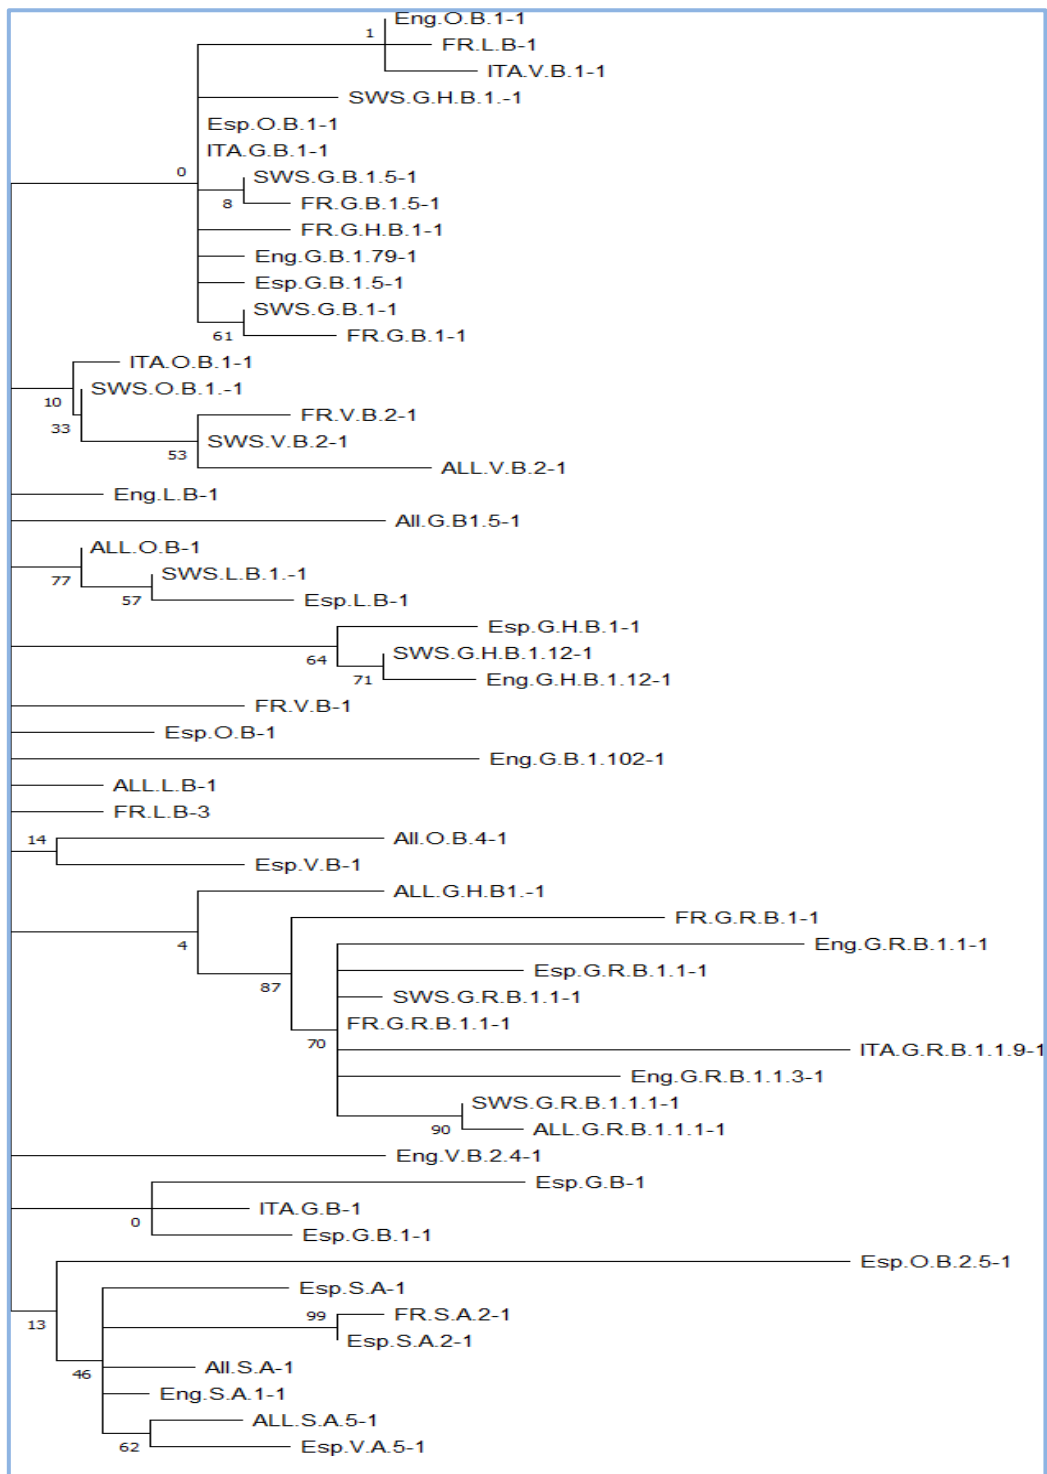 Eng.O.B.1-1
1
FR.L.B-1
ITA.V.B.1-1
SWS.G.H.B.1.-1
Esp.O.B.1-1
ITA.G.B.1-1
0
SWS.G.B.1.5-1
8
FR.G.B.1.5-1
FR.G.H.B.1-1
Eng.G.B.1.79-1
Esp.G.B.1.5-1
SWS.G.B.1-1
61
FR.G.B.1-1
ITA.O.B.1-1
SWS.O.B.1.-1
10
FR.V.B.2-1
33
SWS.V.B.2-1
53
ALL.V.B.2-1
Eng.L.B-1
All.G.B1.5-1
ALL.O.B-1
SWS.L.B.1.-1
77
Esp.L.B-1
57
Esp.G.H.B.1-1
SWS.G.H.B.1.12-1
64
Eng.G.H.B.1.12-1
71
FR.V.B-1
Esp.O.B-1
Eng.G.B.1.102-1
ALL.L.B-1
FR.L.B-3
All.O.B.4-1
14
Esp.V.B-1
ALL.G.H.B1.-1
FR.G.R.B.1-1
Eng.G.R.B.1.1-1
4
Esp.G.R.B.1.1-1
87
SWS.G.R.B.1.1-1
FR.G.R.B.1.1-1
70
ITA.G.R.B.1.1.9-1
Eng.G.R.B.1.1.3-1
SWS.G.R.B.1.1.1-1
90
ALL.G.R.B.1.1.1-1
Eng.V.B.2.4-1
Esp.G.B-1
ITA.G.B-1
0
Esp.G.B.1-1
Esp.O.B.2.5-1
Esp.S.A-1
99
FR.S.A.2-1
13
Esp.S.A.2-1
All.S.A-1
46
Eng.S.A.1-1
ALL.S.A.5-1
62
Esp.V.A.5-1